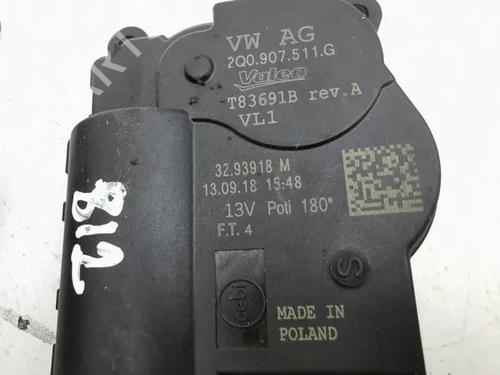 VW AG
2Q0.907.511.G
Valeo
T83691B rev.A
VL1
32.93918 M
13.09.18 15:48
13V Poti 180°
F.T. 4
S
cebi
MADE IN
POLAND
B12